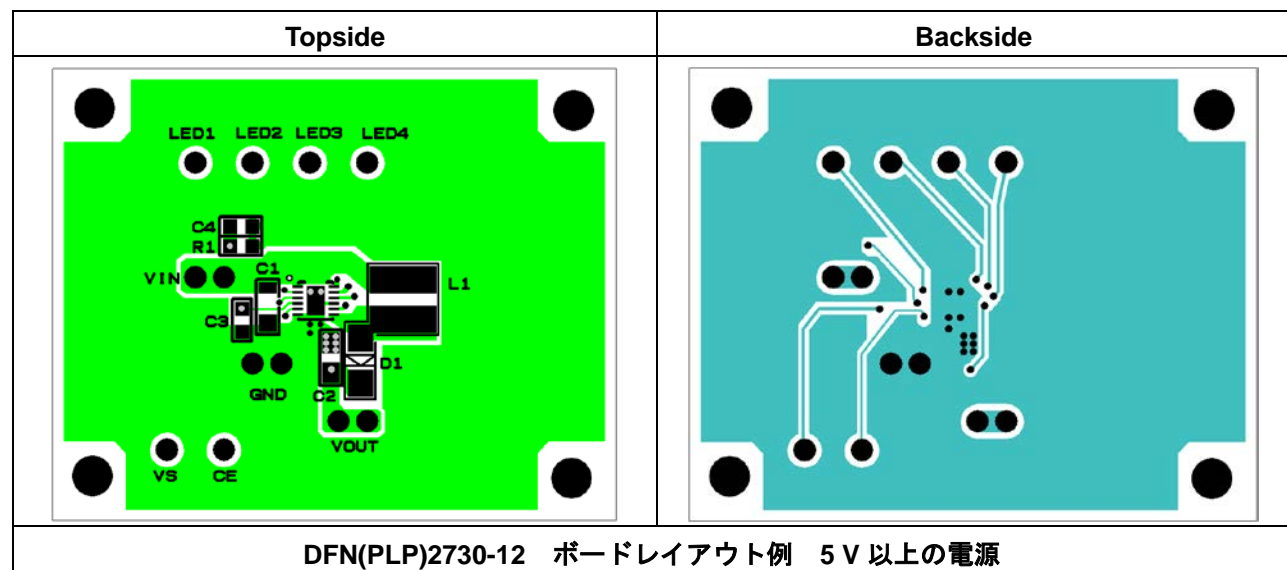 Topside
Backside
LED1 LED2 LED3 LED4
C4
R1
VIN
C1
L1
C3
D1
GND
C2
VOUT
VS CE
DFN(PLP)2730-12 ボードレイアウト例 5 V 以上の電源